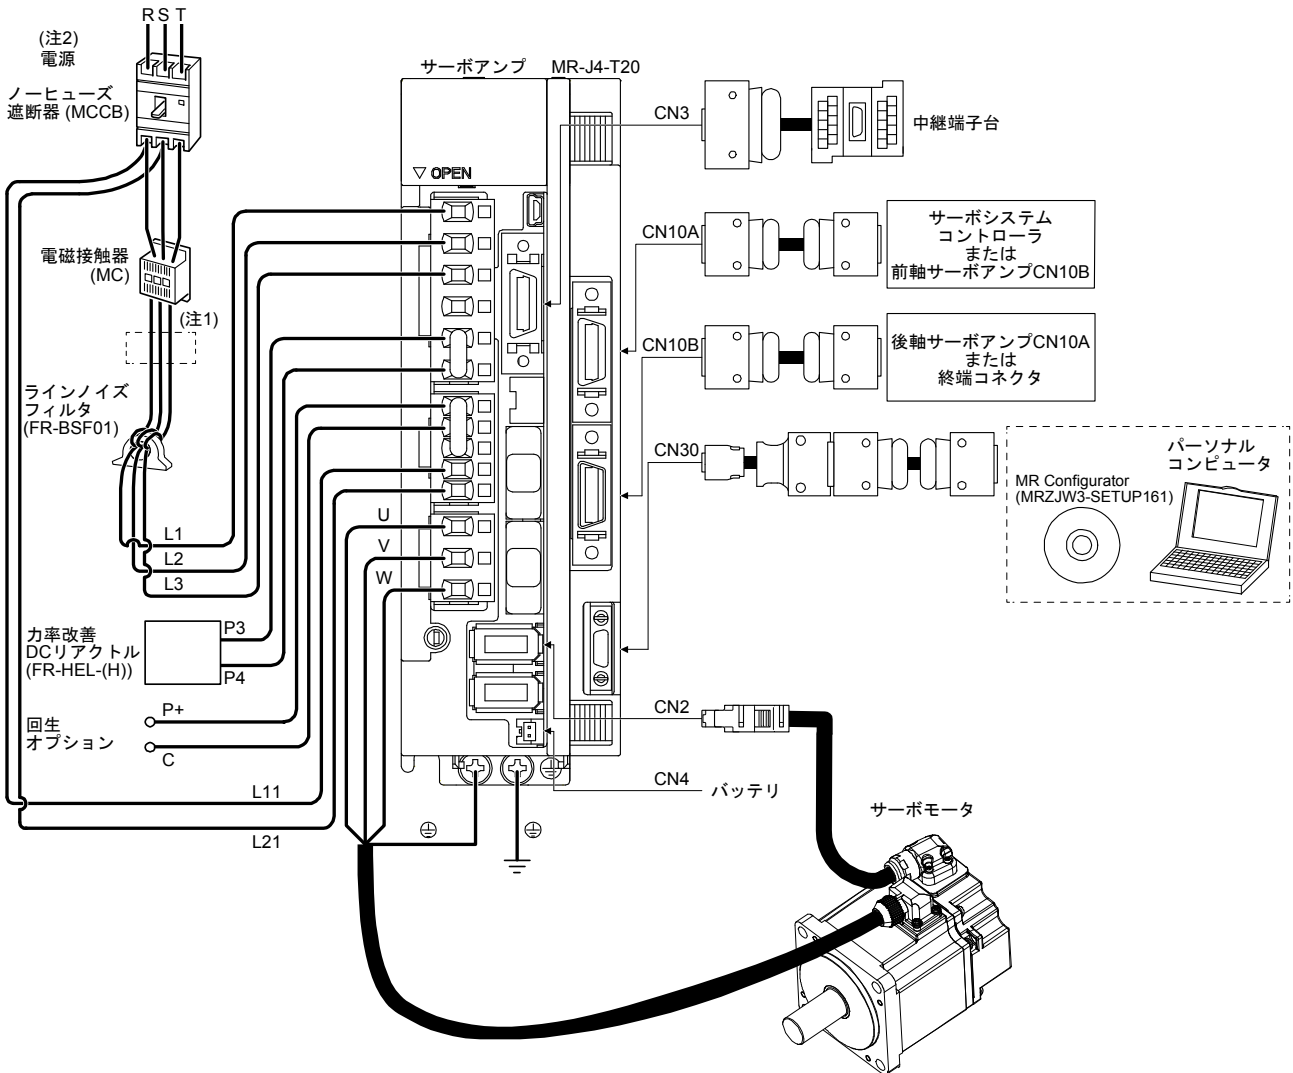 R S T
(注2)
電源
ノーヒューズ
遮断器 (MCCB)
サーボアンプ
MR-J4-T20
CN3
中継端子台
▽ OPEN
CN10A
サーボシステム
コントローラ
または
前軸サーボアンプCN10B
電磁接触器
(MC)
(注1)
CN10B
後軸サーボアンプCN10A
または
終端コネクタ
ラインノイズ
フィルタ
(FR-BSF01)
CN30
パーソナル
コンピュータ
MR Configurator
(MRZJW3-SETUP161)
L1
L2
L3
U
V
W
力率改善
DCリアクトル
(FR-HEL-(H))
P3
P4
回生
オプション
P+
C
CN2
CN4
バッテリ
L11
L21
サーボモータ